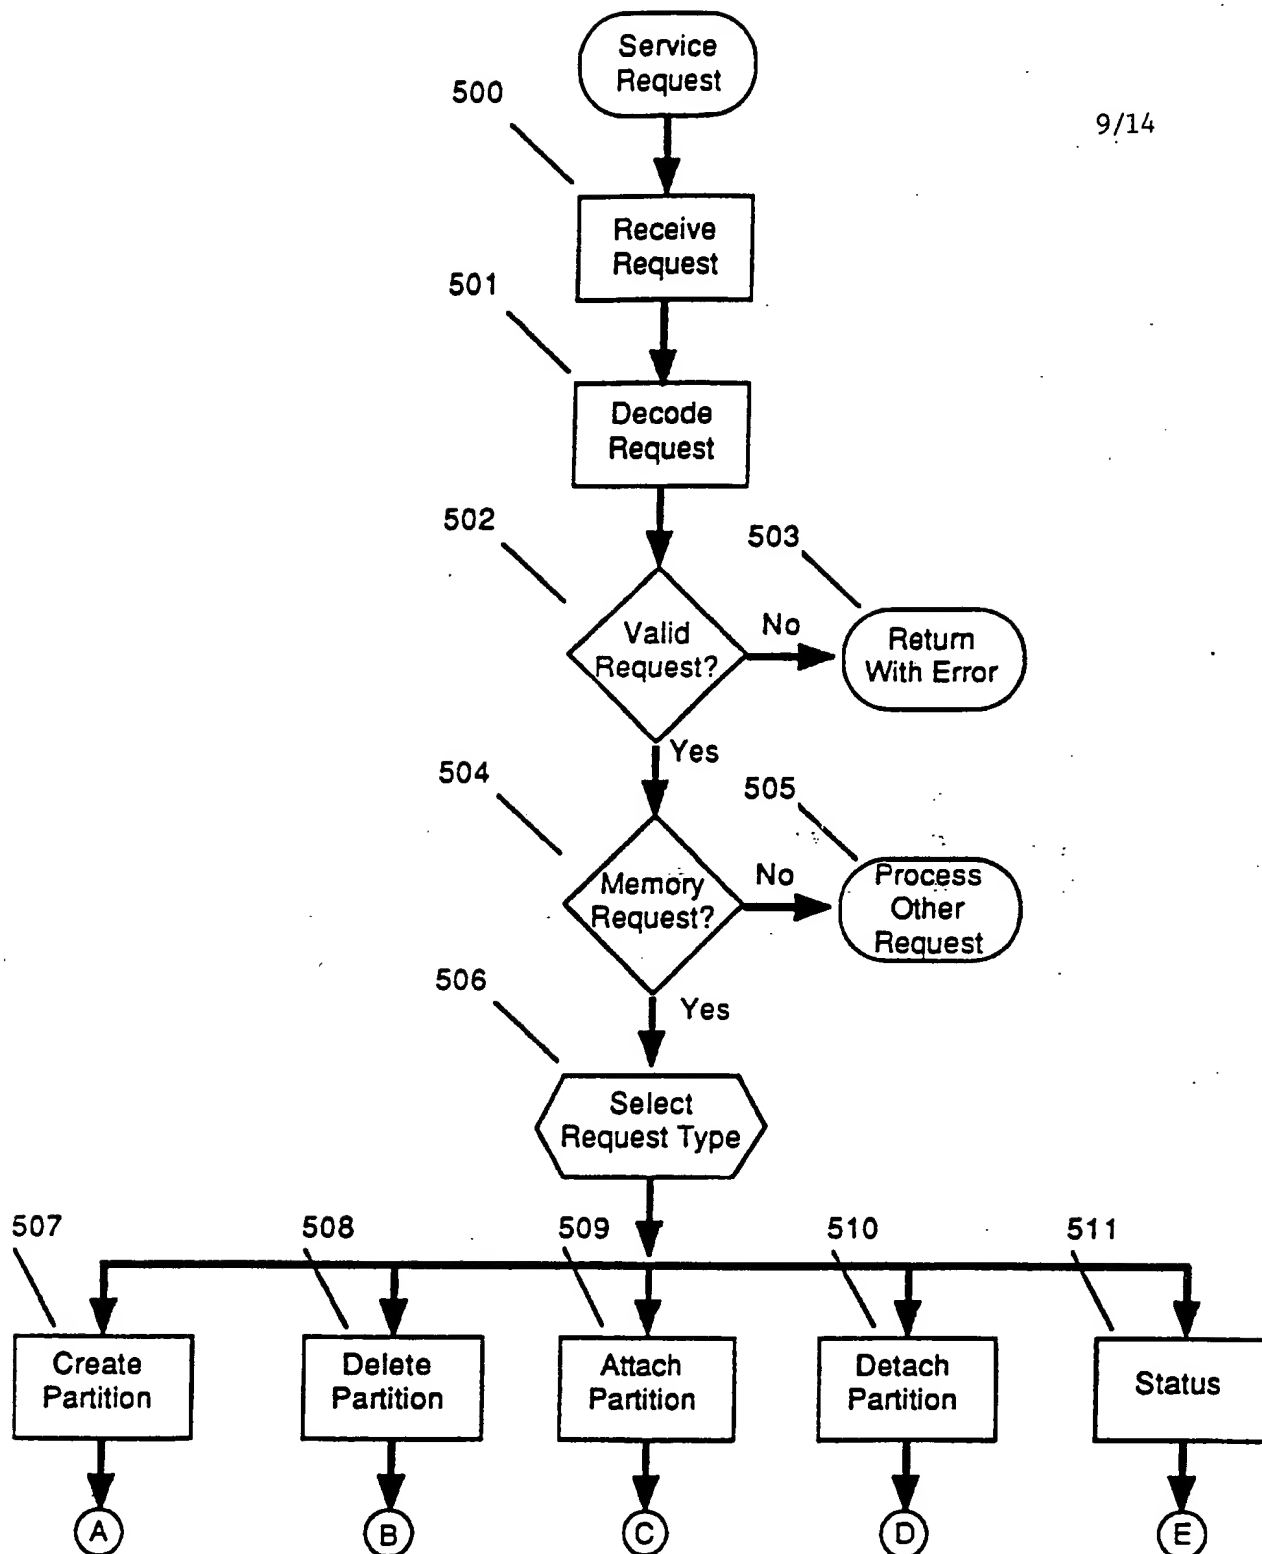 Service
Request
500
9/14
Receive
Request
501
Decode
Request
502
503
Valid
Request?
No
Return
With Error
Yes
504
505
Memory
Request?
No
Process
Other
Request
506
Yes
Select
Request Type
507
508
509
510
511
Create
Partition
Delete
Partition
Attach
Partition
Detach
Partition
Status
A
B
C
D
E